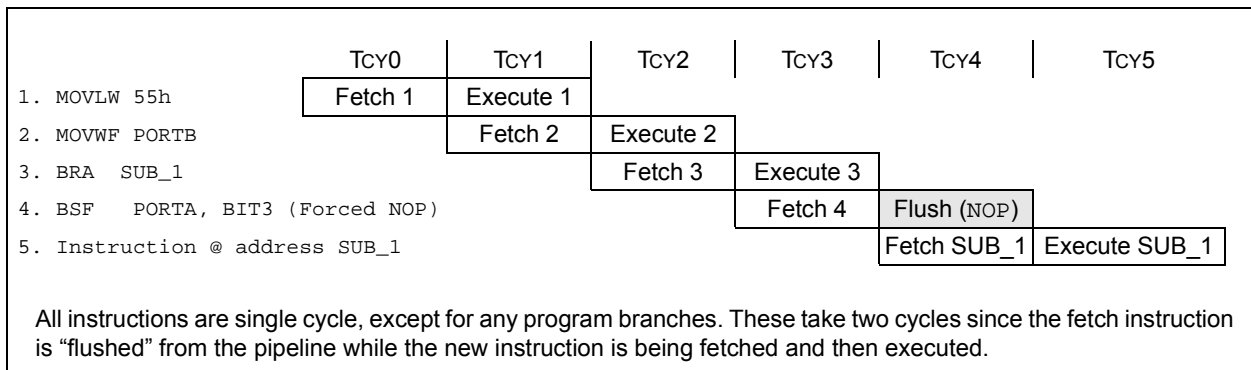 TCY0 TCY1 TCY2 TCY3 TCY4 TCY5
1. MOVLW 55h Fetch 1 Execute 1
2. MOVWF PORTB Fetch 2 Execute 2
3. BRA SUB_1 Fetch 3 Execute 3
4. BSF PORTA, BIT3 (Forced NOP) Fetch 4 Flush (NOP)
5. Instruction @ address SUB_1 Fetch SUB_1 Execute SUB_1
All instructions are single cycle, except for any program branches. These take two cycles since the fetch instruction
is “flushed” from the pipeline while the new instruction is being fetched and then executed.